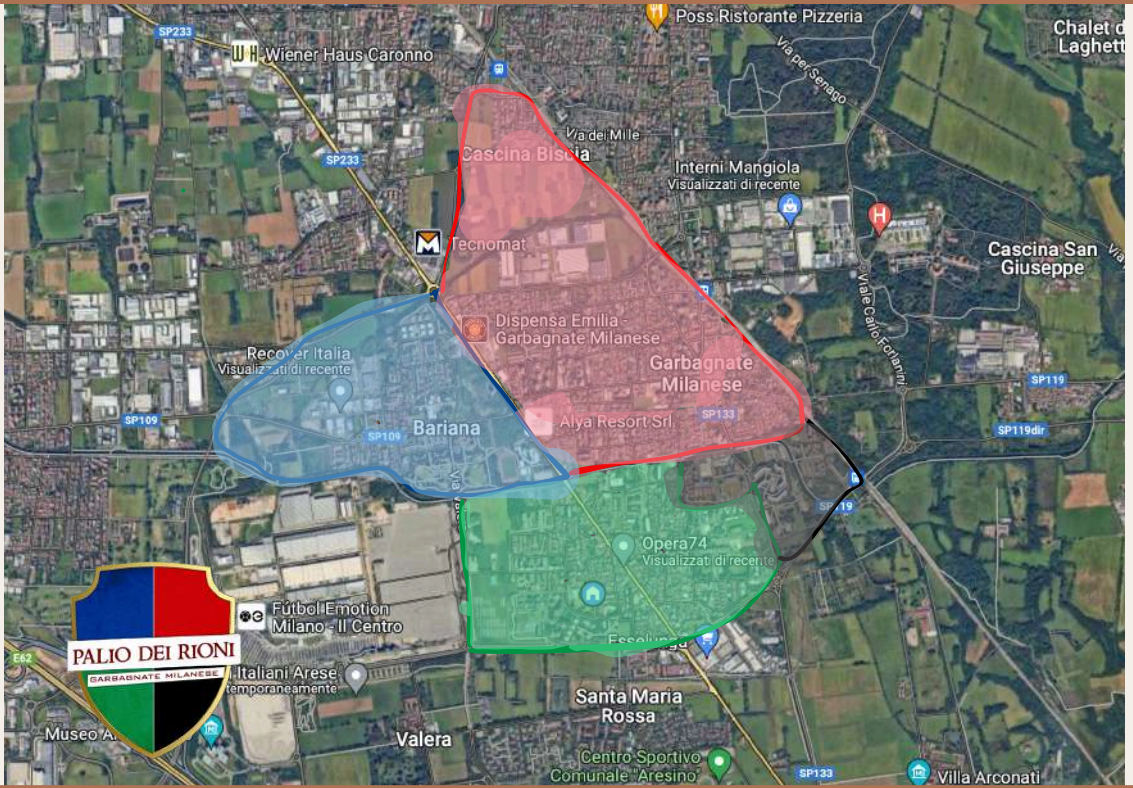 Poss Ristorante Pizzeria
Chalet d
Laghett
SP233
Wiener Haus Caronno
Via per Senago
Via dei Mille
Cascina Biscia
SP233
Interni Mangiola
Visualizzati di recente
H
Tecnomat
Cascina San
Giuseppe
Via
Viale Carlo Forlanini
Dispensa Emilia -
Garbagnate Milanese
Recover Italia
Visualizzati di recente
Garbagnate
Milanese
SP119
SP109
SP133
Alya Resort Srl
SP109
Bariana
SP119dir
SP119
Opera74
Visualizzati di recente
Fútbol Emotion
Milano - Il Centro
PALIO DEI RIONI
GARBAGNATE MILANESE
Esselunga
E62
Italiani Arese
temporaneamente
Santa Maria
Rossa
Museo A
Valera
Centro Sportivo
Comunale "Aresino"
SP133
Villa Arconati